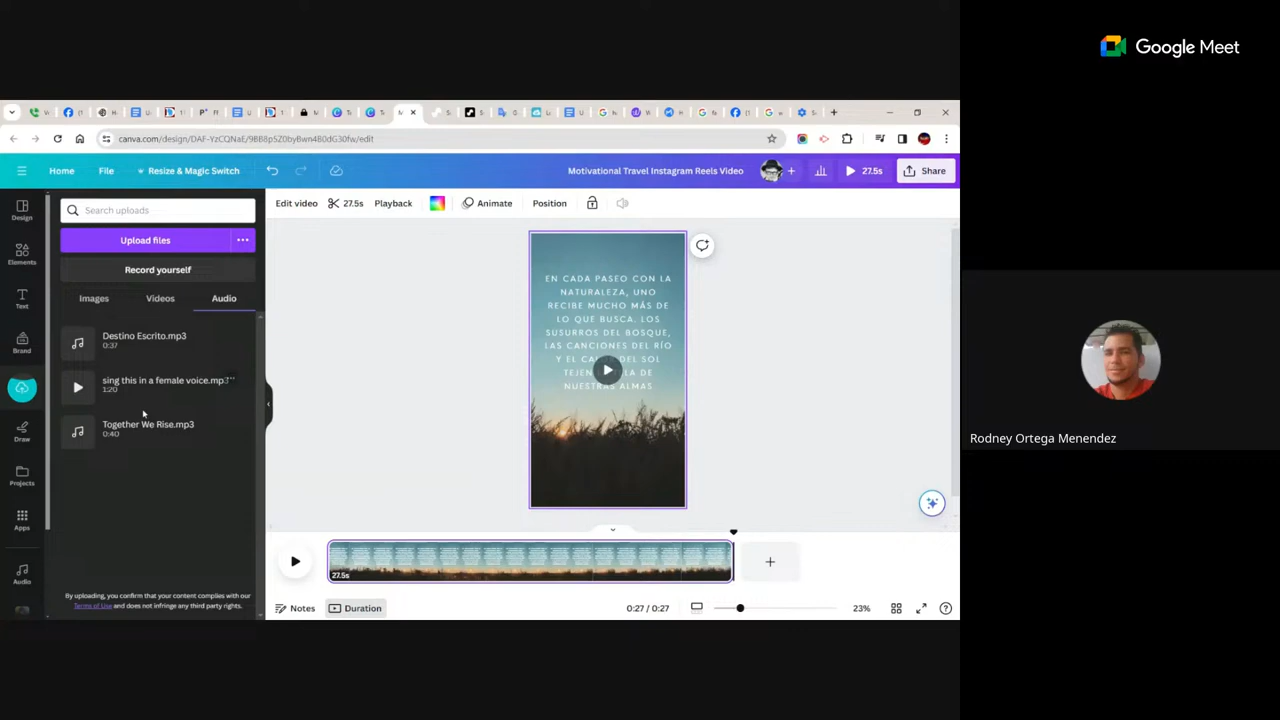 Google Meet
canva.com/design/DAF-YzCQNaE/9BB8pSZ0byBwn4B0dG30fw/edit
Home
File
Resize & Magic Switch
Motivational Travel Instagram Reels Video
27.5s
Share
Design
Elements
Text
Brand
Draw
Projects
Apps
Audio
Search uploads
Upload files
Record yourself
Images
Videos
Audio
Destino Escrito.mp3
0:37
sing this in a female voice.mp3
1:20
Together We Rise.mp3
0:40
By uploading, you confirm that your content complies with our
Terms of Use and does not infringe any third party rights.
Edit video
27.5s
Playback
Animate
Position
EN CADA PASEO CON LA
NATURALEZA, UNO
RECIBE MUCHO MÁS DE
LO QUE BUSCA. LOS
SUSURROS DEL BOSQUE,
LAS CANCIONES DEL RÍO
Y EL DEL SOL
NUESTRAS ALMAS
27.5s
Notes
Duration
0:27 / 0:27
23%
Rodney Ortega Menendez